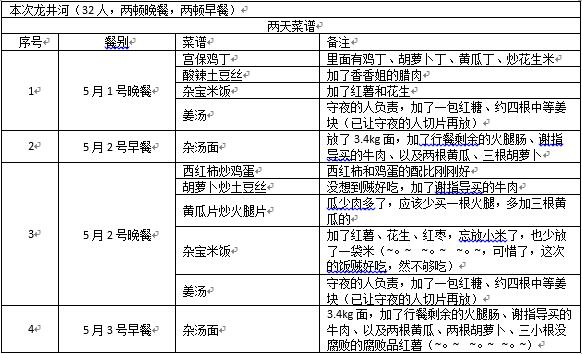 本次龙井河（32 人，两顿晚餐，两顿早餐）
两天菜谱
序号 餐别 菜谱 备注
1 5 月 1 号晚餐 宫保鸡丁 里面有鸡丁、胡萝卜丁、黄瓜丁、炒花生米
酸辣土豆丝 加了香香姐的腊肉
杂宝米饭 加了红薯和花生
姜汤 守夜的人负责，加了一包红糖、约四根中等姜
块（已让守夜的人切片再放）
2 5 月 2 号早餐 杂汤面 放了 3.4kg 面，加了行餐剩余的火腿肠、谢指
导买的牛肉、以及两根黄瓜、三根胡萝卜
3 5 月 2 号晚餐 西红柿炒鸡蛋 西红柿和鸡蛋的配比刚刚好
胡萝卜炒土豆丝 没想到贼好吃，加了谢指导买的牛肉
黄瓜片炒火腿片 瓜少肉多了，应该少买一根火腿，多加三根黄
瓜的
杂宝米饭 加了红薯、花生、红枣，忘放小米了，也少放
了一袋米（~。~ ~。~ ~。~，可惜了，这次
的饭贼好吃，然不够吃）
姜汤 守夜的人负责，加了一包红糖、约四根中等姜
块（已让守夜的人切片再放）
4 5 月 3 号早餐 杂汤面 3.4kg 面，加了行餐剩余的火腿肠、谢指导买的
牛肉、以及两根黄瓜、两根胡萝卜、三小根没
腐败的腐败品红薯（~。~ ~。~ ~。~）